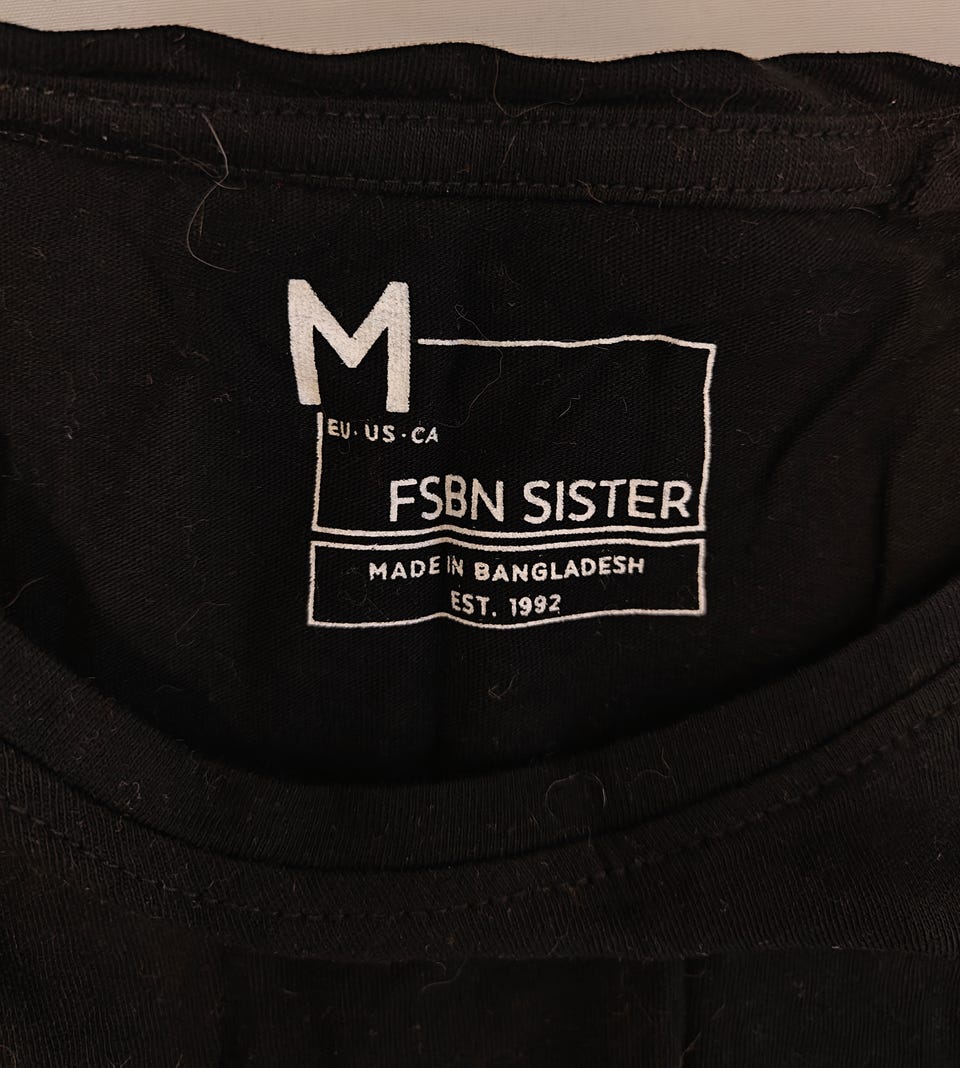 M
EU·US·CA
FSBN SISTER
MADE IN BANGLADESH
EST. 1992